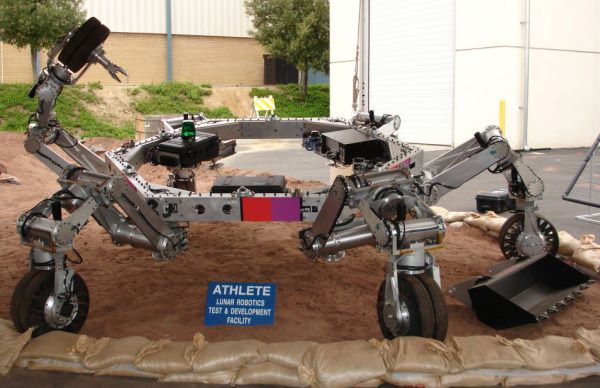 ATHLETE
LUNAR ROBOTICS
TEST & DEVELOPMENT
FACILITY